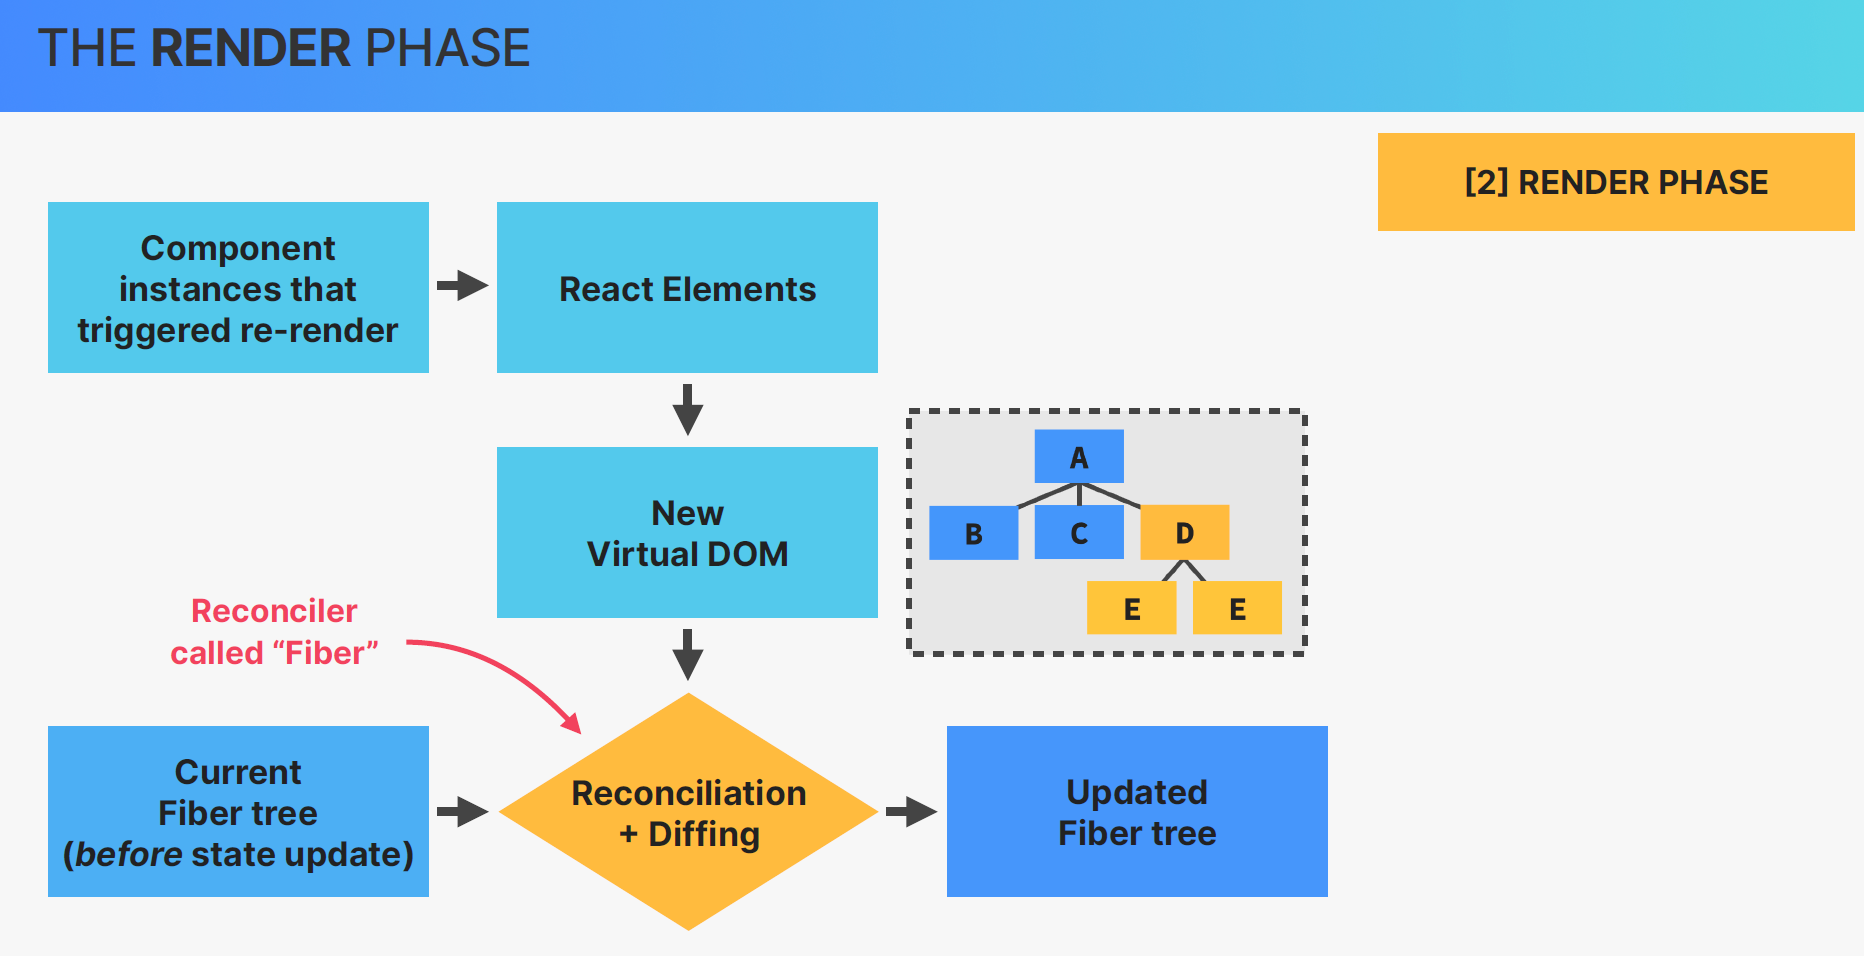 THE RENDER PHASE
[2] RENDER PHASE
Component
instances that
triggered re-render
React Elements
New
Virtual DOM
A
B
C
D
E
E
Reconciler
called “Fiber”
Current
Fiber tree
(before state update)
Reconciliation
+ Diffing
Updated
Fiber tree